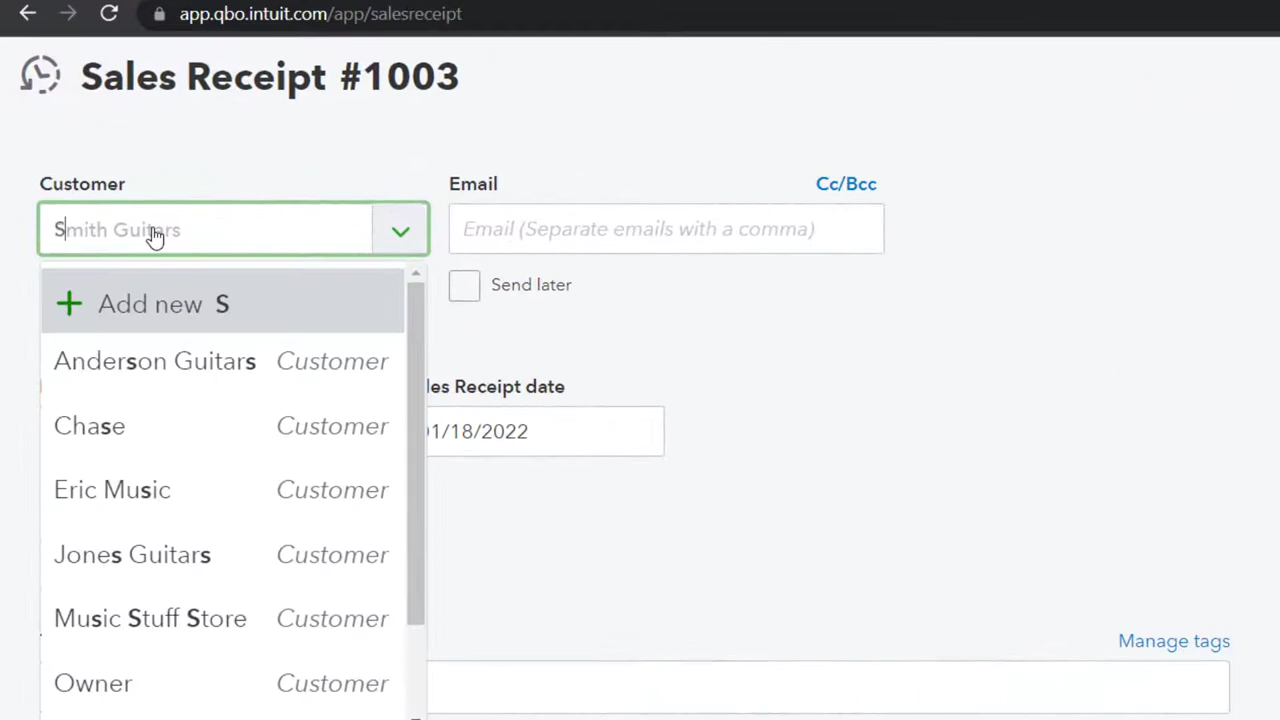 app.qbo.intuit.com/app/salesreceipt
Sales Receipt #1003
Customer
Email
Cc/Bcc
Smith Guitars
Email (Separate emails with a comma)
Send later
Add new S
Anderson Guitars Customer
les Receipt date
Chase Customer
01/18/2022
Eric Music Customer
Jones Guitars Customer
Music Stuff Store Customer
Manage tags
Owner Customer